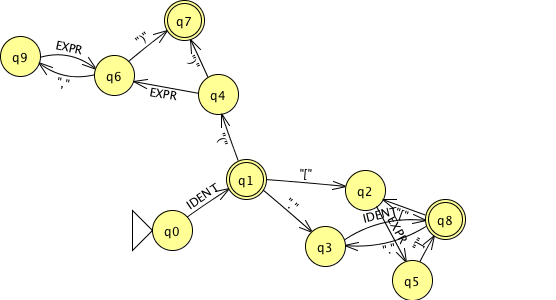 q7
")"
q9
EXPR
q6
","
")"
EXPR
q4
"("
q1
"["
q2
IDENT
"."
IDENT
"["
q8
q0
EXPR
q3
"."
"]"
q5